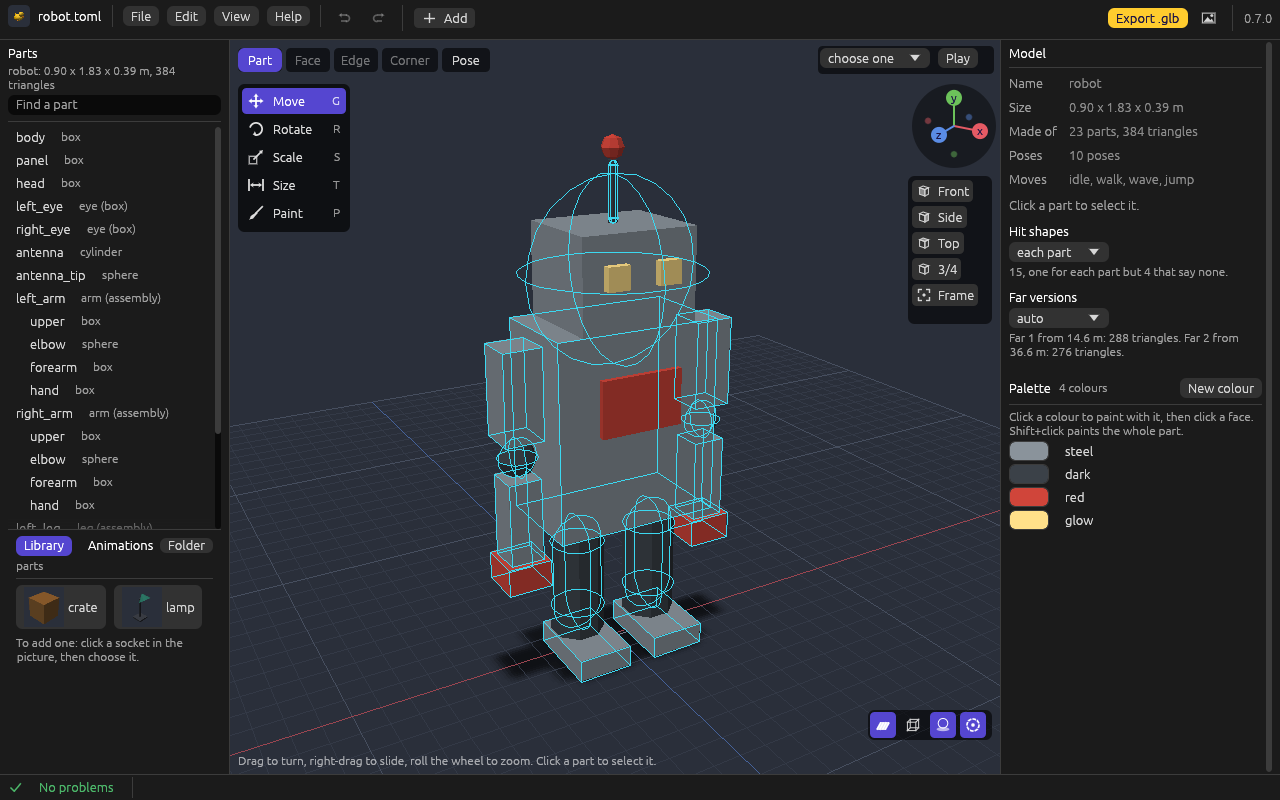 robot.toml File Edit View Help + Add Export .glb 0.7.0
Parts
robot: 0.90 x 1.83 x 0.39 m, 384
triangles
Find a part
body box
panel box
head box
left_eye eye (box)
right_eye eye (box)
antenna cylinder
antenna_tip sphere
left_arm arm (assembly)
upper box
elbow sphere
forearm box
hand box
right_arm arm (assembly)
upper box
elbow sphere
forearm box
hand box
left_leg leg (assembly)
Library Animations Folder
parts
crate lamp
To add one: click a socket in the
picture, then choose it.
Part Face Edge Corner Pose
Move G
Rotate R
Scale S
Size T
Paint P
choose one Play
y
x
z
Front
Side
Top
3/4
Frame
Drag to turn, right-drag to slide, roll the wheel to zoom. Click a part to select it.
Model
Name robot
Size 0.90 x 1.83 x 0.39 m
Made of 23 parts, 384 triangles
Poses 10 poses
Moves idle, walk, wave, jump
Click a part to select it.
Hit shapes
each part
15, one for each part but 4 that say none.
Far versions
auto
Far 1 from 14.6 m: 288 triangles. Far 2 from
36.6 m: 276 triangles.
Palette 4 colours New colour
Click a colour to paint with it, then click a face.
Shift+click paints the whole part.
steel
dark
red
glow
No problems